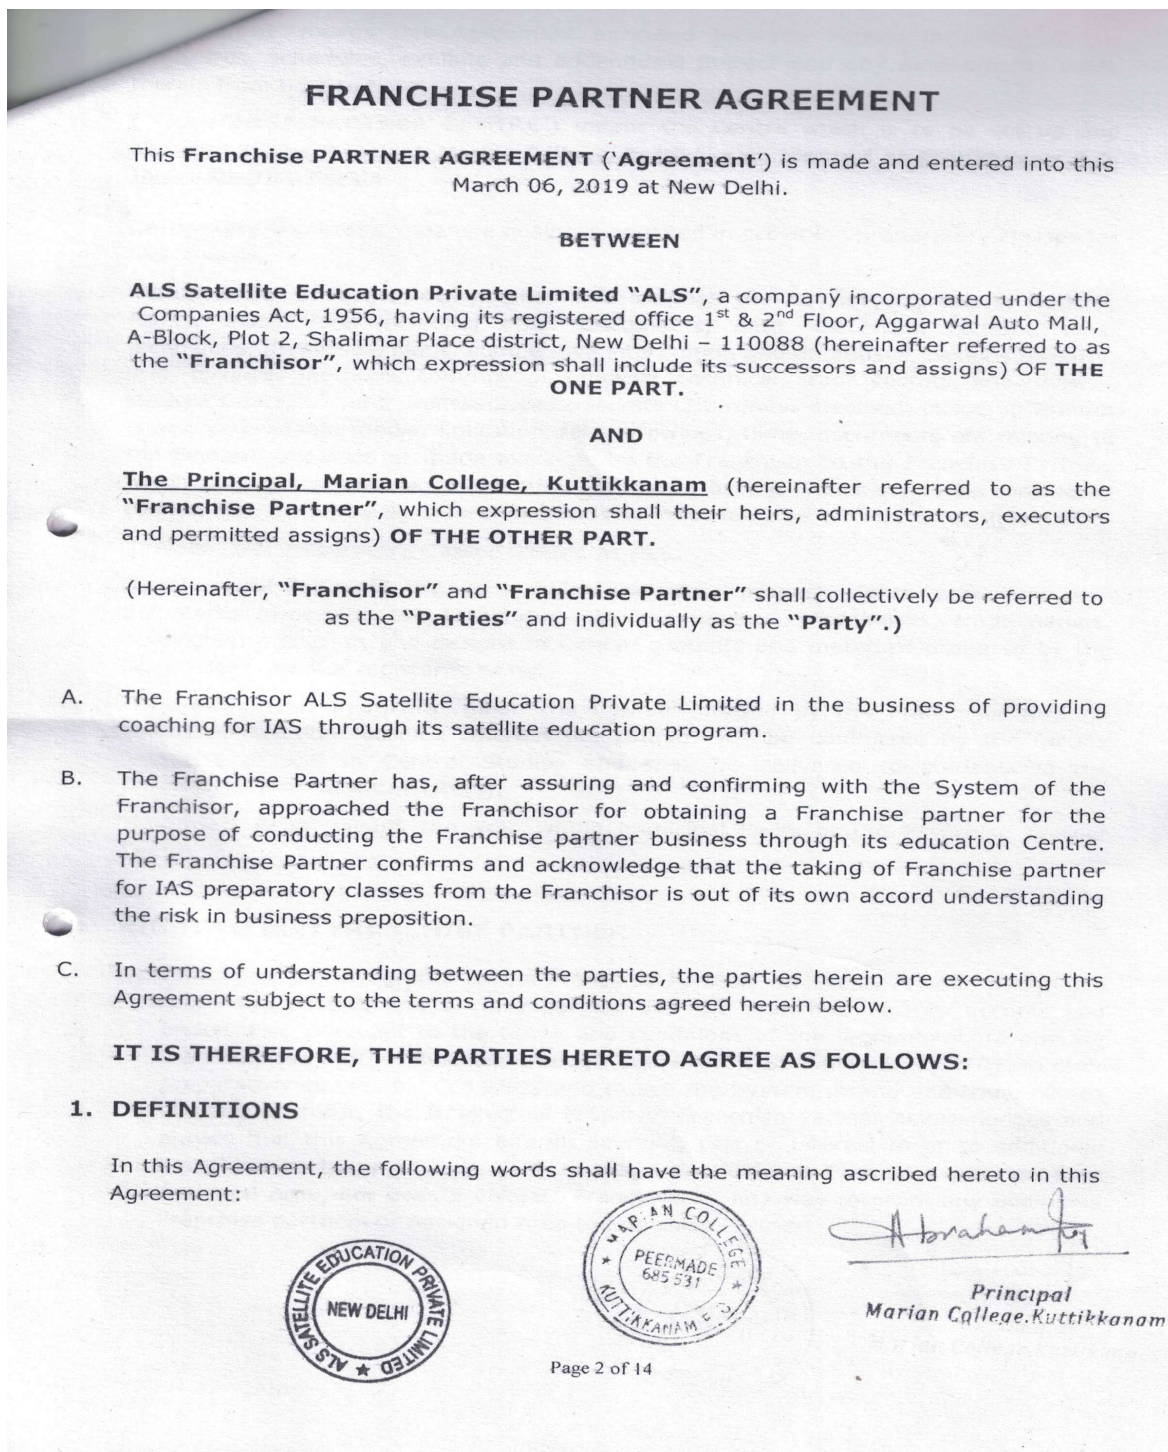 FRANCHISE PARTNER AGREEMENT
This Franchise PARTNER AGREEMENT ('Agreement') is made and entered into this
March 06, 2019 at New Delhi.
BETWEEN
ALS Satellite Education Private Limited "ALS", a company incorporated under the
Companies Act, 1956, having its registered office 1st & 2nd Floor, Aggarwal Auto Mall,
A-Block, Plot 2, Shalimar Place district, New Delhi – 110088 (hereinafter referred to as
the "Franchisor", which expression shall include its successors and assigns) OF THE
ONE PART.
AND
The Principal, Marian College, Kuttikkanam (hereinafter referred to as the
"Franchise Partner", which expression shall their heirs, administrators, executors
and permitted assigns) OF THE OTHER PART.
(Hereinafter, "Franchisor" and "Franchise Partner" shall collectively be referred to
as the "Parties" and individually as the "Party".)
A. The Franchisor ALS Satellite Education Private Limited in the business of providing
coaching for IAS through its satellite education program.
B. The Franchise Partner has, after assuring and confirming with the System of the
Franchisor, approached the Franchisor for obtaining a Franchise partner for the
purpose of conducting the Franchise partner business through its education Centre.
The Franchise Partner confirms and acknowledge that the taking of Franchise partner
for IAS preparatory classes from the Franchisor is out of its own accord understanding
the risk in business preposition.
C. In terms of understanding between the parties, the parties herein are executing this
Agreement subject to the terms and conditions agreed herein below.
IT IS THEREFORE, THE PARTIES HERETO AGREE AS FOLLOWS:
1. DEFINITIONS
In this Agreement, the following words shall have the meaning ascribed hereto in this
Agreement:
ALS SATELLITE EDUCATION PRIVATE LIMITED
NEW DELHI
MARIAN COLLEGE
PEERMADE
685 531
KUTTIKKANAM P.O
Abraham
Principal
Marian College.Kuttikkanam
Page 2 of 14